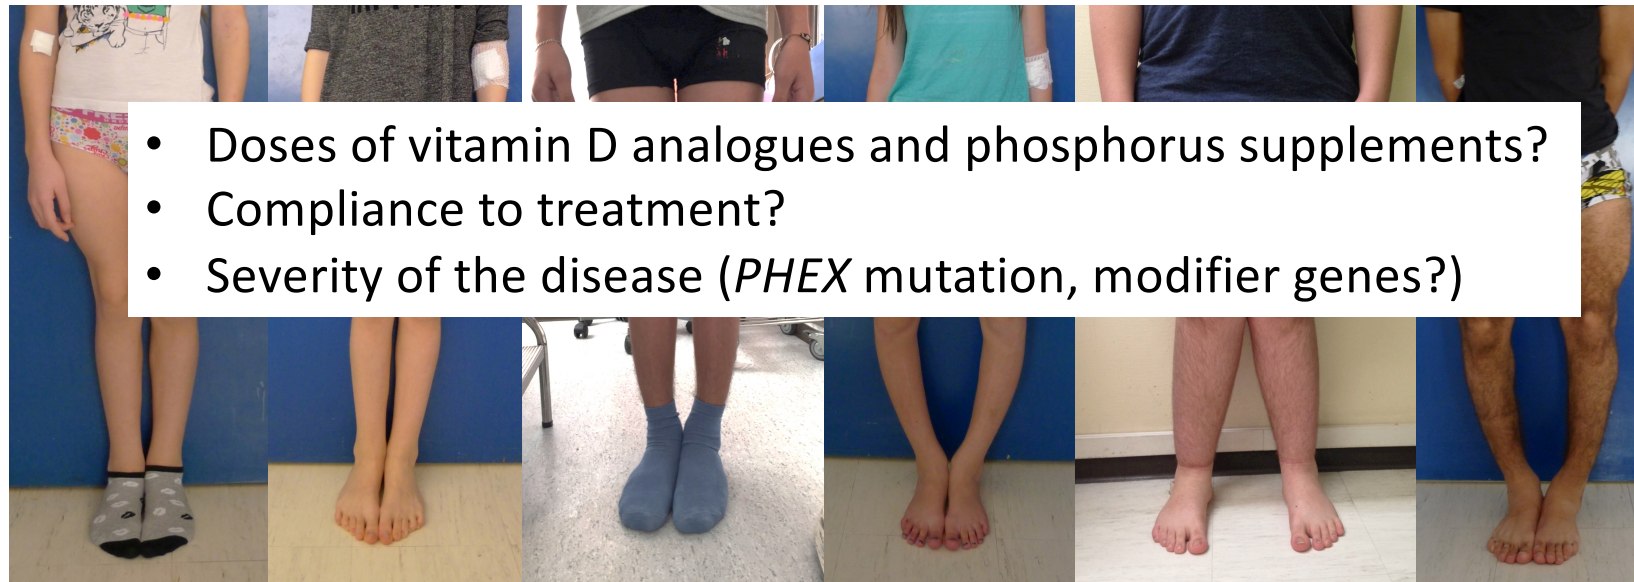 • Doses of vitamin D analogues and phosphorus supplements?
• Compliance to treatment?
• Severity of the disease (PHEX mutation, modifier genes?)